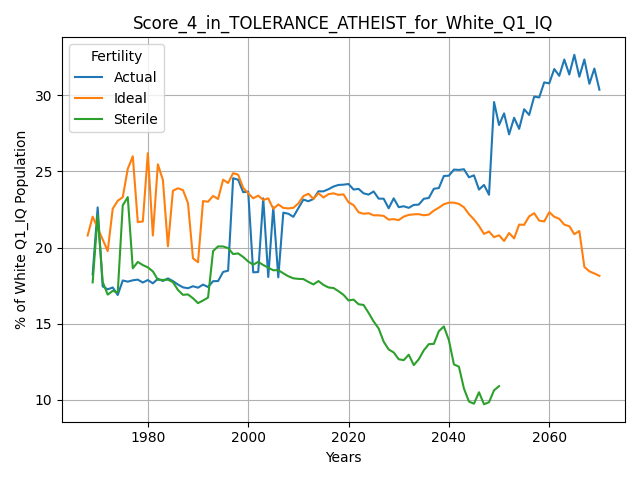 Score_4_in_TOLERANCE_ATHEIST_for_White_Q1_IQ
Fertility
Actual
Ideal
Sterile
% of White Q1_IQ Population
30
25
20
15
10
1980
2000
2020
2040
2060
Years